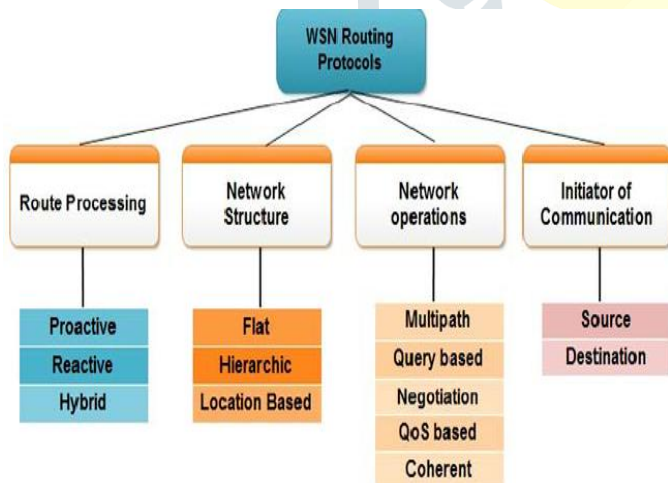 WSN Routing
Protocols
Route Processing
Network
Structure
Network
operations
Initiator of
Communication
Proactive
Reactive
Hybrid
Flat
Hierarchic
Location Based
Multipath
Query based
Negotiation
QoS based
Coherent
Source
Destination